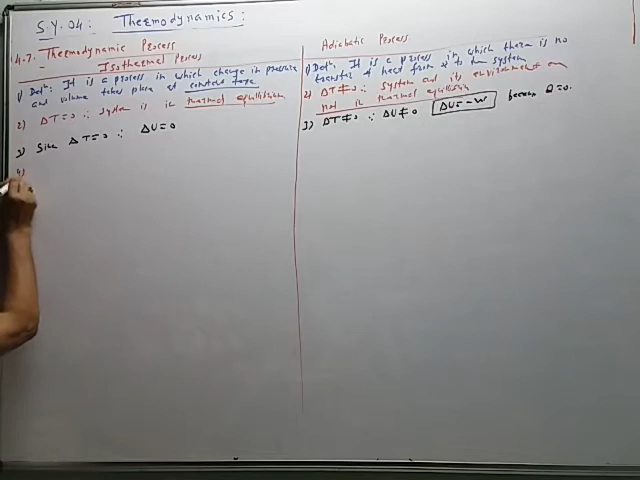 S.Y. 04: Thermodynamics:
4.7: Thermodynamic Process
Isothermal Process
1) Defn: It is a process in which change in pressure
and volume takes place at constant
2) ΔT=0 ∴ System is in thermal equilibrium
3) Since ΔT=0 ∴ ΔU=0
4)
Adiabatic Process
1) Defn: It is a process in which there is no
transfer of heat from & to the system
2) ΔT≠0 ∴ System and its environment are
not in thermal equilibrium
3) ΔT≠0 ∴ ΔU≠0 ΔU=-W because Q=0.